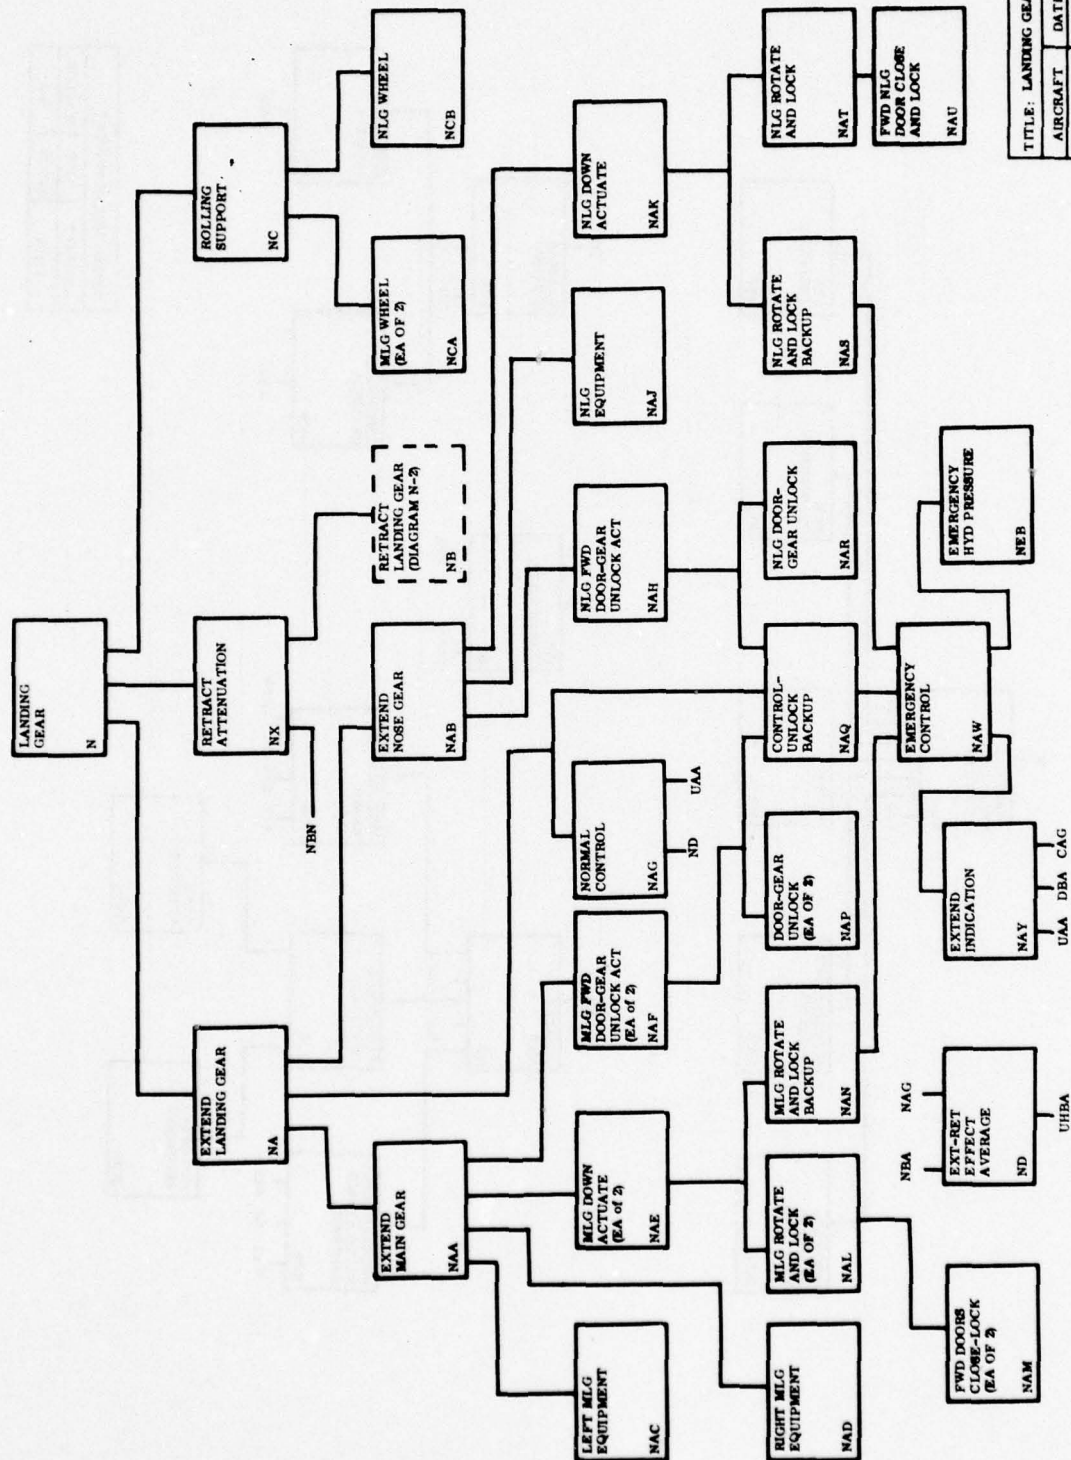 LANDING
GEAR
N
EXTEND
LANDING GEAR
NA
RETRACT
ATTENUATION
NX
ROLLING
SUPPORT
NC
NBN
EXTEND
MAIN GEAR
NAA
EXTEND
NOSE GEAR
NAB
RETRACT
LANDING GEAR
(DIAGRAM N-2)
NB
MLG WHEEL
(EA OF 2)
NCA
NLG WHEEL
NCB
LEFT MLG
EQUIPMENT
NAC
MLG DOWN
ACTUATE
(EA of 2)
NAE
MLG FWD
DOOR-GEAR
UNLOCK ACT
(EA of 2)
NAF
NORMAL
CONTROL
NAG
ND
UAA
NLG FWD
DOOR-GEAR
UNLOCK ACT
NAH
NLG
EQUIPMENT
NAJ
NLG DOWN
ACTUATE
NAK
RIGHT MLG
EQUIPMENT
NAD
MLG ROTATE
AND LOCK
(EA OF 2)
NAL
MLG ROTATE
AND LOCK
BACKUP
NAN
DOOR-GEAR
UNLOCK
(EA OF 2)
NAP
CONTROL-
UNLOCK
BACKUP
NAQ
NLG DOOR-
GEAR UNLOCK
NAR
NLG ROTATE
AND LOCK
BACKUP
NAS
NLG ROTATE
AND LOCK
NAT
FWD NLG
DOOR CLOSE
AND LOCK
NAU
FWD DOORS
CLOSE-LOCK
(EA OF 2)
NAM
NBA
NAG
EXT-RET
EFFECT
AVERAGE
ND
UHBA
EXTEND
INDICATION
NAY
UAA DBA CAG
EMERGENCY
CONTROL
NAW
EMERGENCY
HYD PRESSURE
NEB
TITLE: LANDING
AIRCRAFT